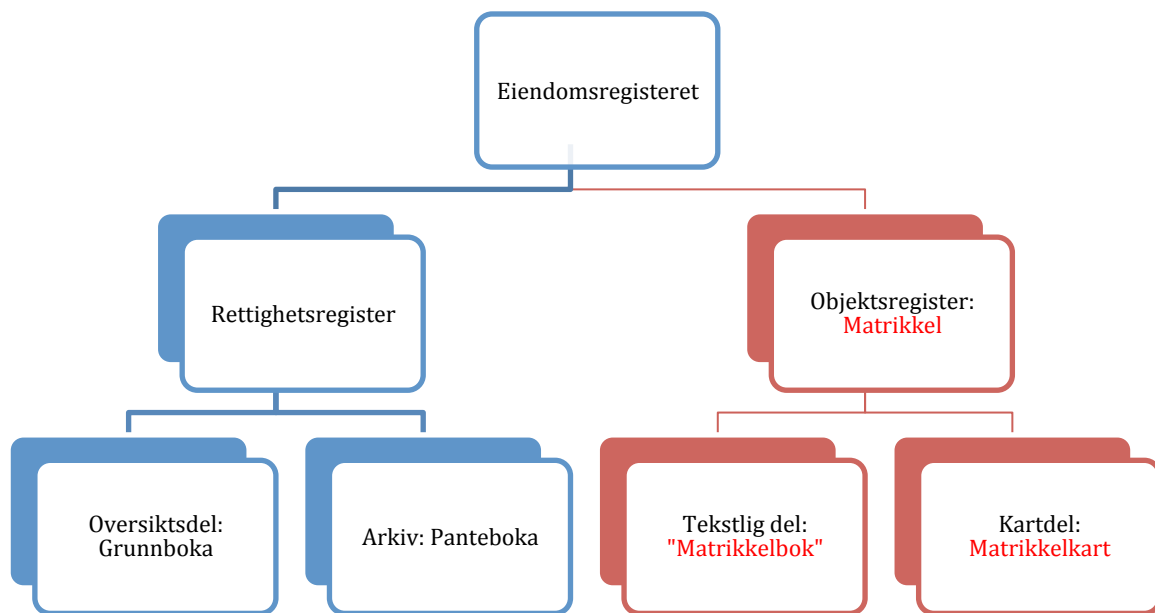 Eiendomsregisteret
Rettighetsregister
Objektsregister:
Matrikkel
Oversiktsdel:
Grunnboka
Arkiv: Panteboka
Tekstlig del:
"Matrikkelbok"
Kartdel:
Matrikkelkart